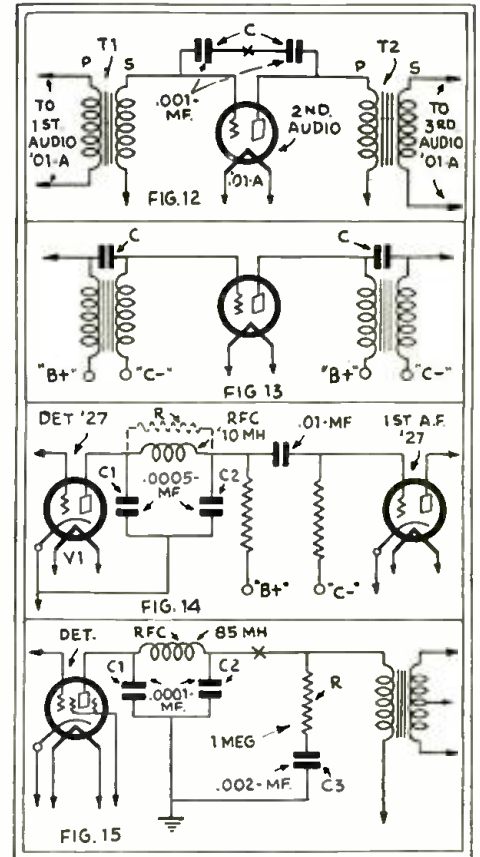 C
T1
T2
P
S
P
S
.001-
MF.
TO
1ST.
AUDIO
'01-A
2ND.
AUDIO
'01-A
TO
3RD
AUDIO
'01-A
FIG.12
C
C
"B+"
"C-"
"B+"
"C-"
FIG 13
DET '27
R
RFC
10 MH
.01-MF
1ST A.F.
'27
C1
.0005-
MF
C2
V1
"B+"
"C-"
FIG.14
DET.
RFC
85 MH
C1
C2
.0001-
MF.
R
1 MEG
.002-MF.
C3
FIG.15